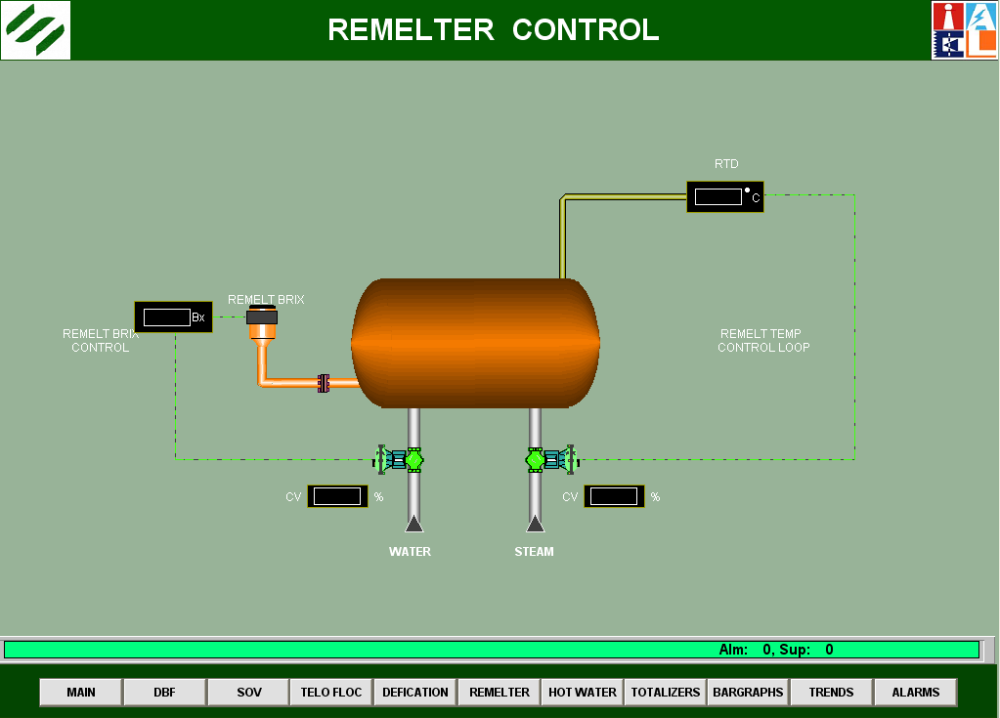 REMELTER CONTROL
RTD
C
REMELT BRIX
Bx
REMELT BRIX
CONTROL
REMELT TEMP
CONTROL LOOP
CV
%
CV
%
WATER
STEAM
Alm: 0, Sup: 0
MAIN
DBF
SOV
TELO FLOC
DEFICATION
REMELTER
HOT WATER
TOTALIZERS
BARGRAPHS
TRENDS
ALARMS